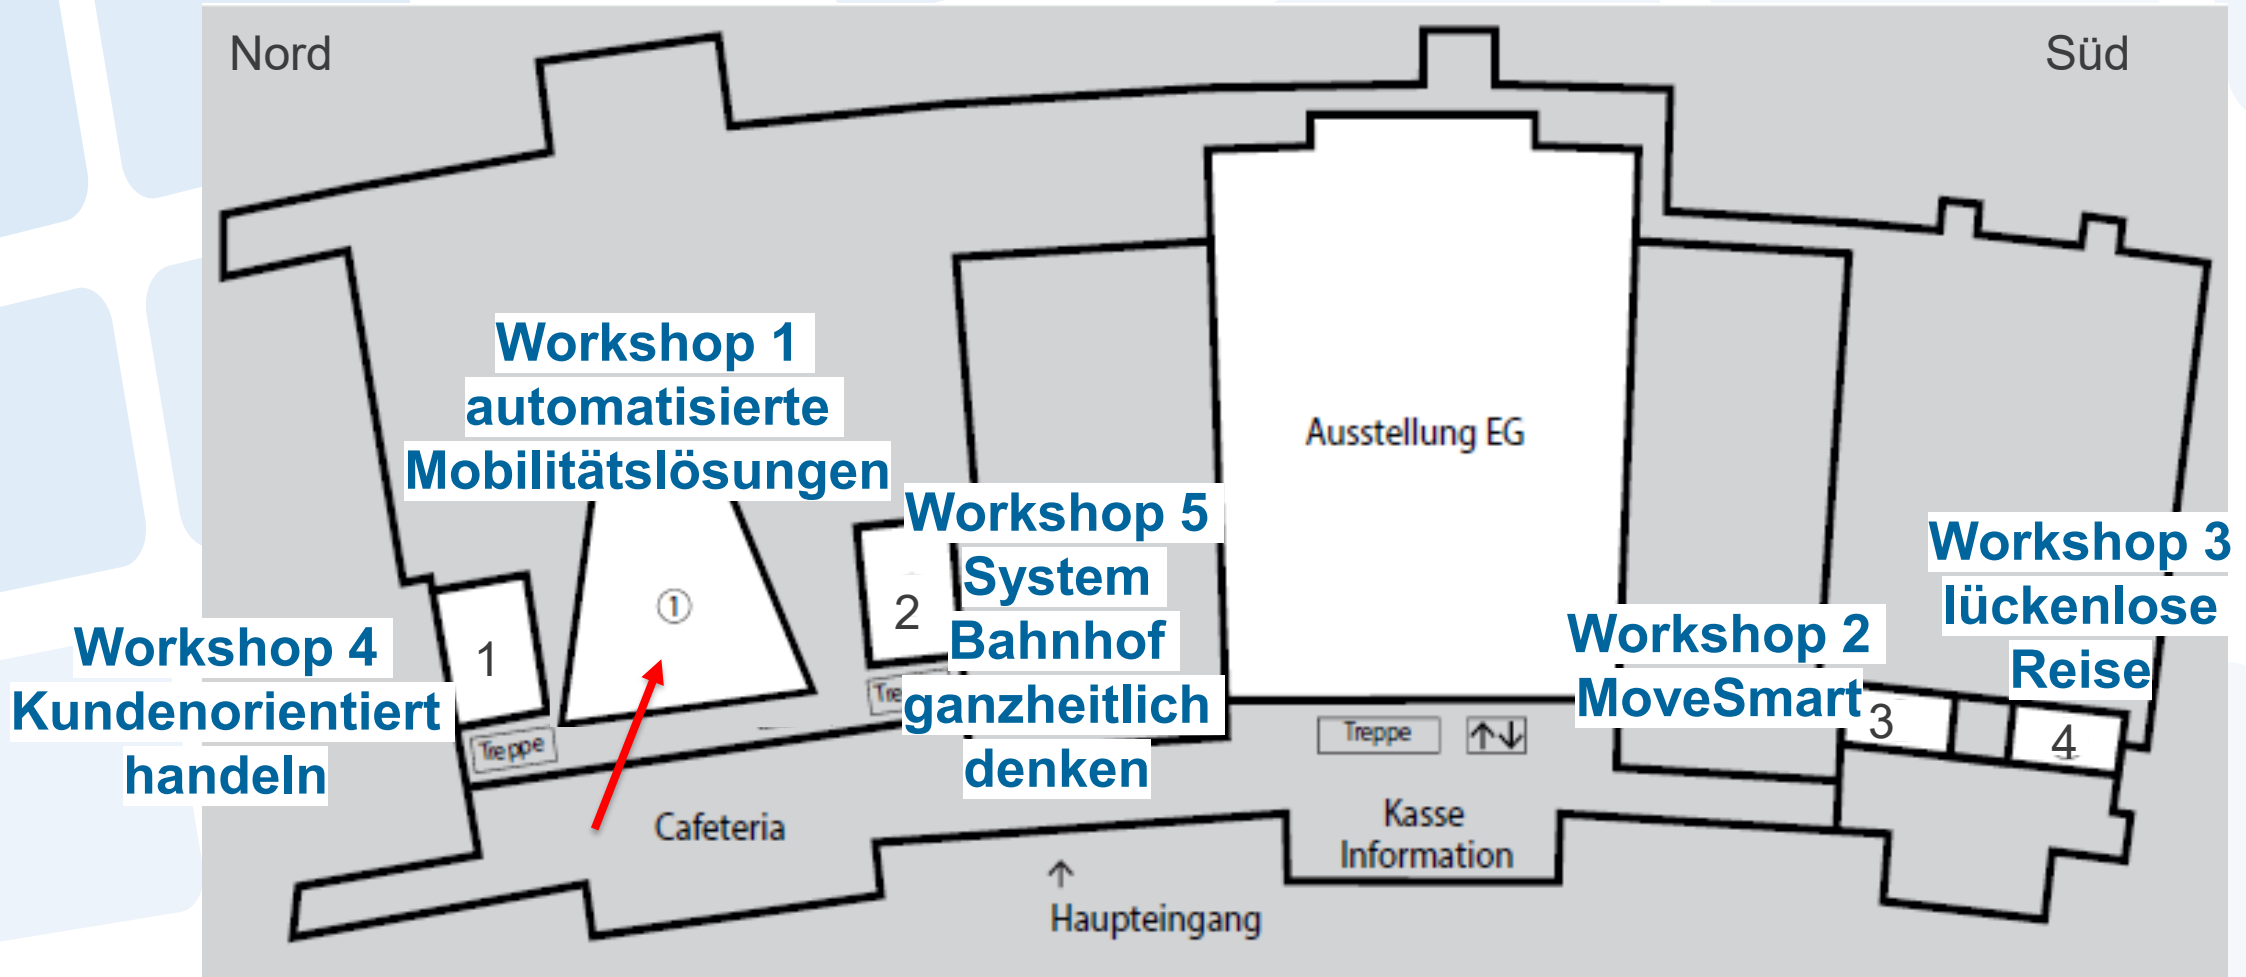 Nord
Süd
Workshop 1
automatisierte
Mobilitätslösungen
Ausstellung EG
Workshop 5
System
Bahnhof
ganzheitlich
denken
Workshop 3
lückenlose
Reise
Workshop 2
MoveSmart
Workshop 4
Kundenorientiert
handeln
1
①
2
3
4
Treppe
Treppe
Cafeteria
Kasse
Information
Haupteingang